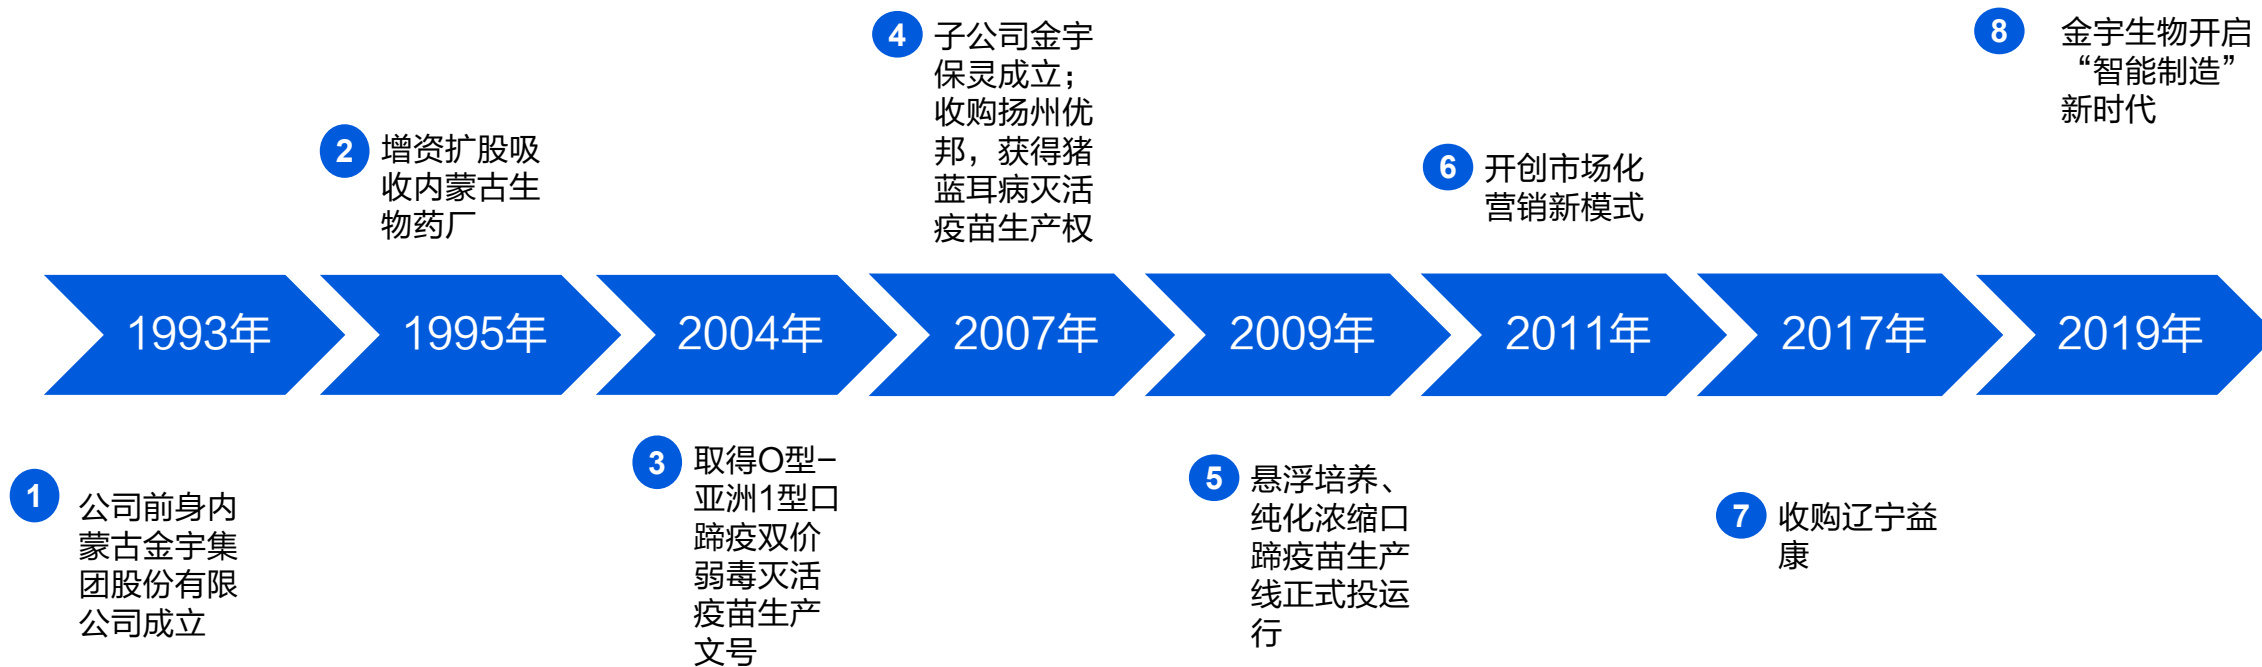 4
子公司金宇
保灵成立；
收购扬州优
邦，获得猪
蓝耳病灭活
疫苗生产权
8
金宇生物开启
“智能制造”
新时代
2
增资扩股吸
收内蒙古生
物药厂
6
开创市场化
营销新模式
1993年
1995年
2004年
2007年
2009年
2011年
2017年
2019年
1
公司前身内
蒙古金宇集
团股份有限
公司成立
3
取得O型-
亚洲1型口
蹄疫双价
弱毒灭活
疫苗生产
文号
5
悬浮培养、
纯化浓缩口
蹄疫苗生产
线正式投运
行
7
收购辽宁益
康